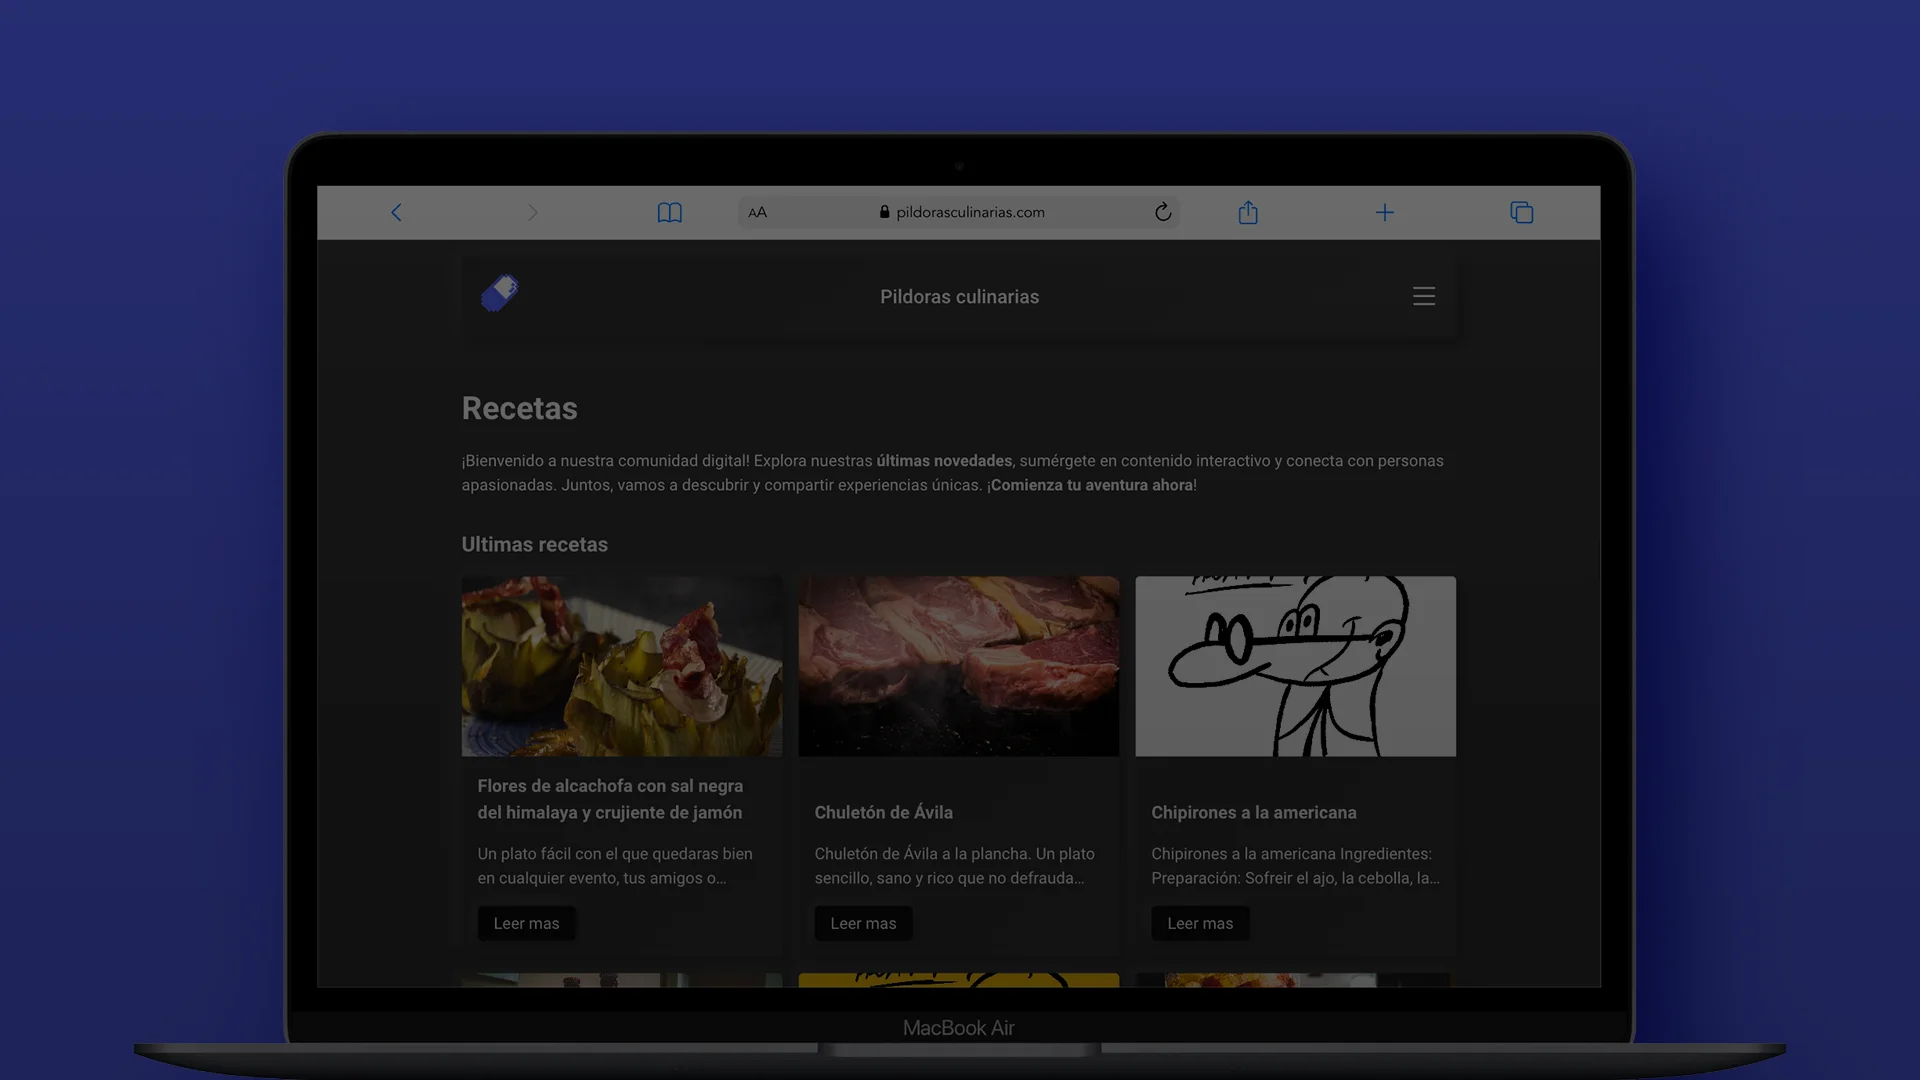 AA
pildorasculinarias.com
Pildoras culinarias
Recetas
¡Bienvenido a nuestra comunidad digital! Explora nuestras últimas novedades, sumérgete en contenido interactivo y conecta con personas
apasionadas. Juntos, vamos a descubrir y compartir experiencias únicas. ¡Comienza tu aventura ahora!
Ultimas recetas
Flores de alcachofa con sal negra
del himalaya y crujiente de jamón
Un plato fácil con el que quedaras bien
en cualquier evento, tus amigos o...
Leer mas
Chuletón de Ávila
Chuletón de Ávila a la plancha. Un plato
sencillo, sano y rico que no defrauda...
Leer mas
Chipirones a la americana
Chipirones a la americana Ingredientes:
Preparación: Sofreir el ajo, la cebolla, la...
Leer mas
MacBook Air